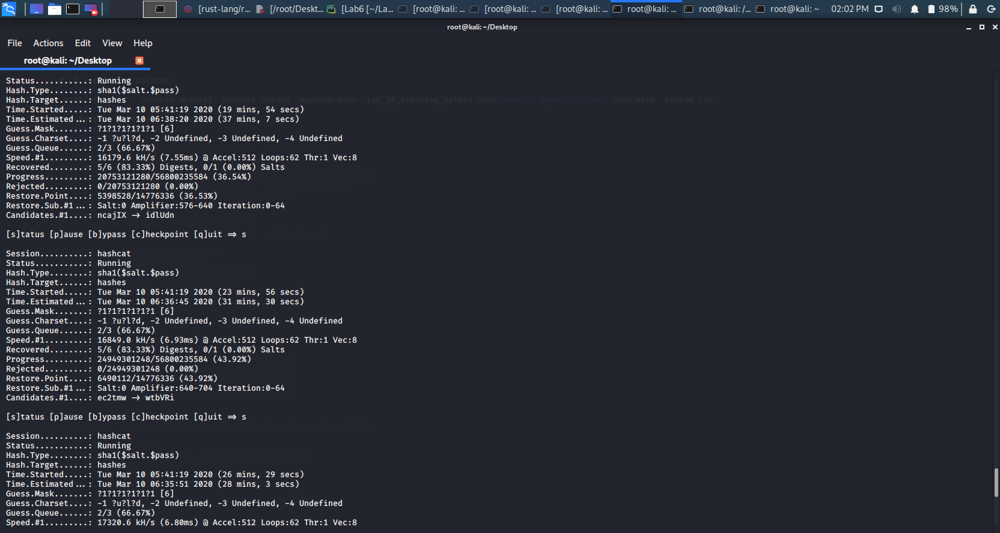 [rust-lang/r... [/root/Deskt... [Lab6 [~/La... [root@kali: ... [root@kali: ... [root@kali: ... root@kali: ... root@kali: /... root@kali: ~ 02:02 PM 98%
root@kali: ~/Desktop
File Actions Edit View Help
root@kali: ~/Desktop
Status...........: Running
Hash.Type........: sha1($salt.$pass)
hashcat.hcstat2 hashcat.hctune Hpass5b.hash Lab_5B_Breaking_Salted.hash masks OpenCL rules tomm.hash tomtom.txt
Hash.Target......: hashes
Time.Started.....: Tue Mar 10 05:41:19 2020 (19 mins, 54 secs)
Time.Estimated...: Tue Mar 10 06:38:20 2020 (37 mins, 7 secs)
Guess.Mask.......: ?1?1?1?1?1?1 [6]
Guess.Charset....: -1 ?u?l?d, -2 Undefined, -3 Undefined, -4 Undefined
Guess.Queue......: 2/3 (66.67%)
Speed.#1.........: 16179.6 kH/s (7.55ms) @ Accel:512 Loops:62 Thr:1 Vec:8
Recovered........: 5/6 (83.33%) Digests, 0/1 (0.00%) Salts
Progress.........: 20753121280/56800235584 (36.54%)
Rejected.........: 0/20753121280 (0.00%)
Restore.Point....: 5398528/14776336 (36.53%)
Restore.Sub.#1...: Salt:0 Amplifier:576-640 Iteration:0-64
Candidates.#1....: ncajIX -> idlUdn
[s]tatus [p]ause [b]ypass [c]heckpoint [q]uit => s
Session..........: hashcat
Status...........: Running
Hash.Type........: sha1($salt.$pass)
Hash.Target......: hashes
Time.Started.....: Tue Mar 10 05:41:19 2020 (23 mins, 56 secs)
Time.Estimated...: Tue Mar 10 06:36:45 2020 (31 mins, 30 secs)
Guess.Mask.......: ?1?1?1?1?1?1 [6]
Guess.Charset....: -1 ?u?l?d, -2 Undefined, -3 Undefined, -4 Undefined
Guess.Queue......: 2/3 (66.67%)
Speed.#1.........: 16849.0 kH/s (6.93ms) @ Accel:512 Loops:62 Thr:1 Vec:8
Recovered........: 5/6 (83.33%) Digests, 0/1 (0.00%) Salts
Progress.........: 24949301248/56800235584 (43.92%)
Rejected.........: 0/24949301248 (0.00%)
Restore.Point....: 6490112/14776336 (43.92%)
Restore.Sub.#1...: Salt:0 Amplifier:640-704 Iteration:0-64
Candidates.#1....: ec2tmw -> wtbVRi
[s]tatus [p]ause [b]ypass [c]heckpoint [q]uit => s
Session..........: hashcat
Status...........: Running
Hash.Type........: sha1($salt.$pass)
Hash.Target......: hashes
Time.Started.....: Tue Mar 10 05:41:19 2020 (26 mins, 29 secs)
Time.Estimated...: Tue Mar 10 06:35:51 2020 (28 mins, 3 secs)
Guess.Mask.......: ?1?1?1?1?1?1 [6]
Guess.Charset....: -1 ?u?l?d, -2 Undefined, -3 Undefined, -4 Undefined
Guess.Queue......: 2/3 (66.67%)
Speed.#1.........: 17320.6 kH/s (6.80ms) @ Accel:512 Loops:62 Thr:1 Vec:8